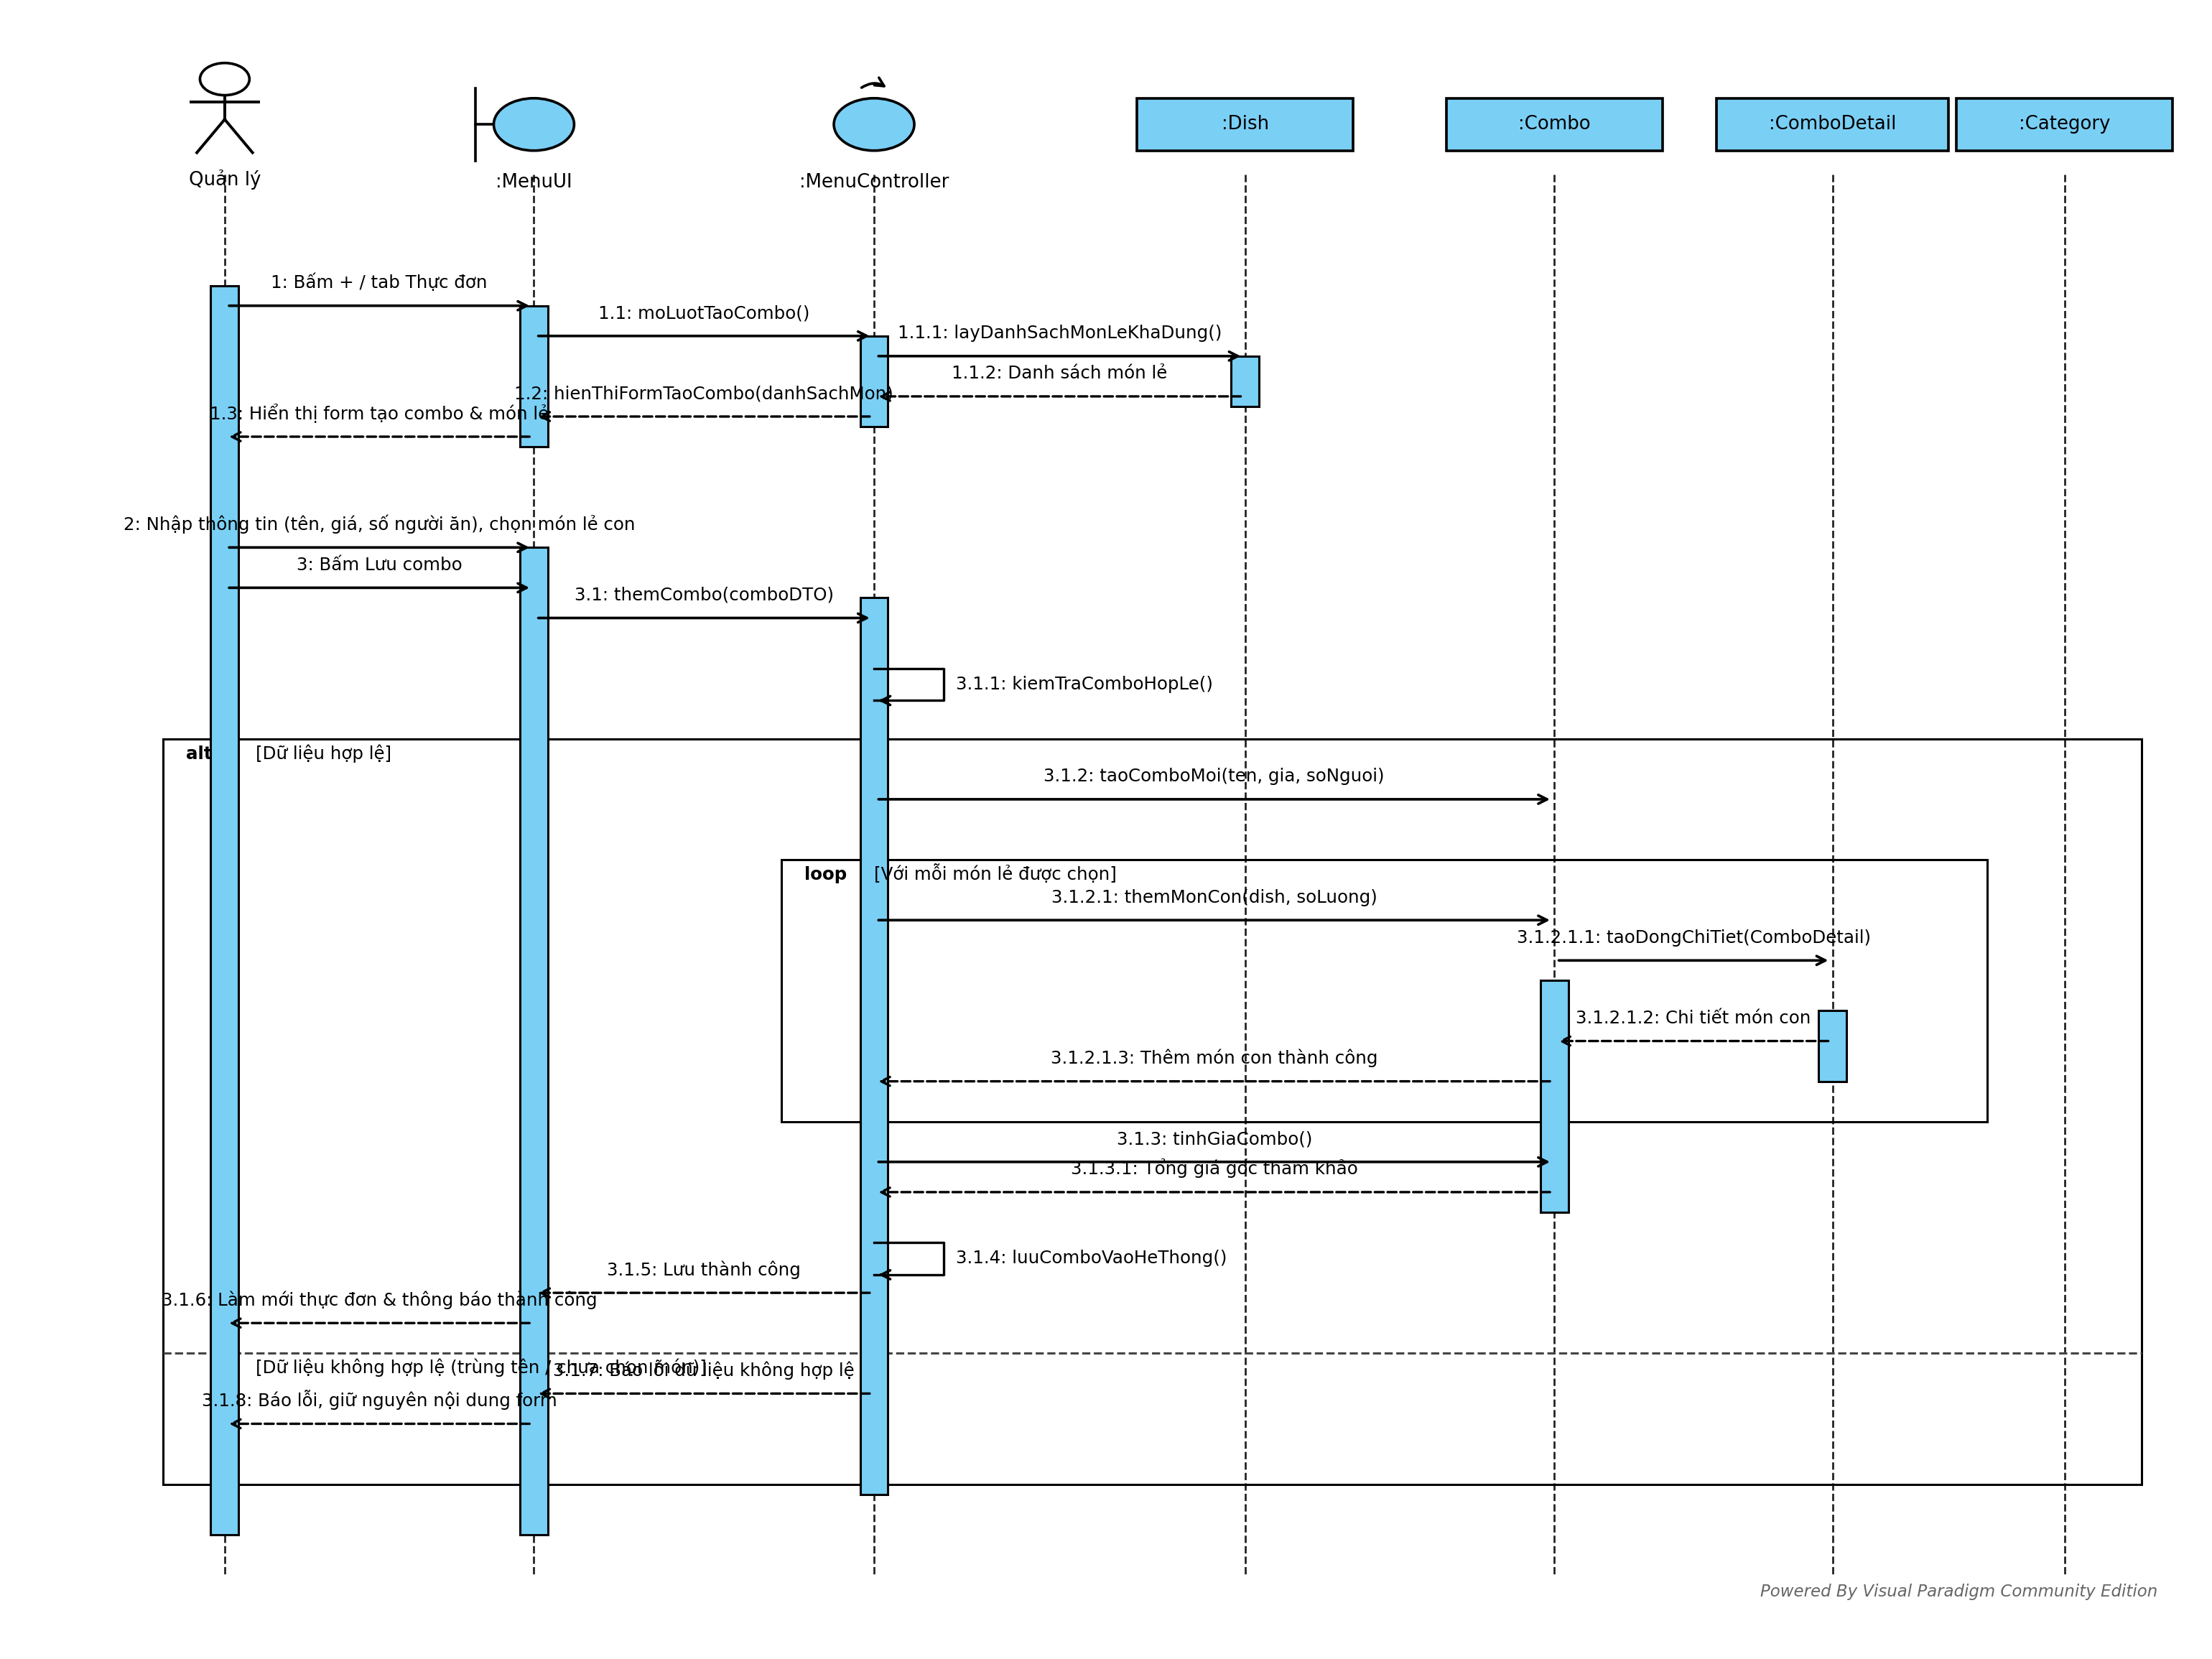 Quản lý
:MenuUI
:MenuController
:Dish
:Combo
:ComboDetail
:Category
1: Bấm + / tab Thực đơn
1.1: moLuotTaoCombo()
1.1.1: layDanhSachMonLeKhaDung()
1.1.2: Danh sách món lẻ
1.2: hienThiFormTaoCombo(danhSachMon)
1.3: Hiển thị form tạo combo & món lẻ
2: Nhập thông tin (tên, giá, số người ăn), chọn món lẻ con
3: Bấm Lưu combo
3.1: themCombo(comboDTO)
3.1.1: kiemTraComboHopLe()
alt [Dữ liệu hợp lệ]
3.1.2: taoComboMoi(ten, gia, soNguoi)
loop [Với mỗi món lẻ được chọn]
3.1.2.1: themMonCon(dish, soLuong)
3.1.2.1.1: taoDongChiTiet(ComboDetail)
3.1.2.1.2: Chi tiết món con
3.1.2.1.3: Thêm món con thành công
3.1.3: tinhGiaCombo()
3.1.3.1: Tổng giá gốc tham khảo
3.1.4: luuComboVaoHeThong()
3.1.5: Lưu thành công
3.1.6: Làm mới thực đơn & thông báo thành công
[Dữ liệu không hợp lệ (trùng tên / chưa chọn món)]
3.1.7: Báo lỗi dữ liệu không hợp lệ
3.1.8: Báo lỗi, giữ nguyên nội dung form
Powered By Visual Paradigm Community Edition